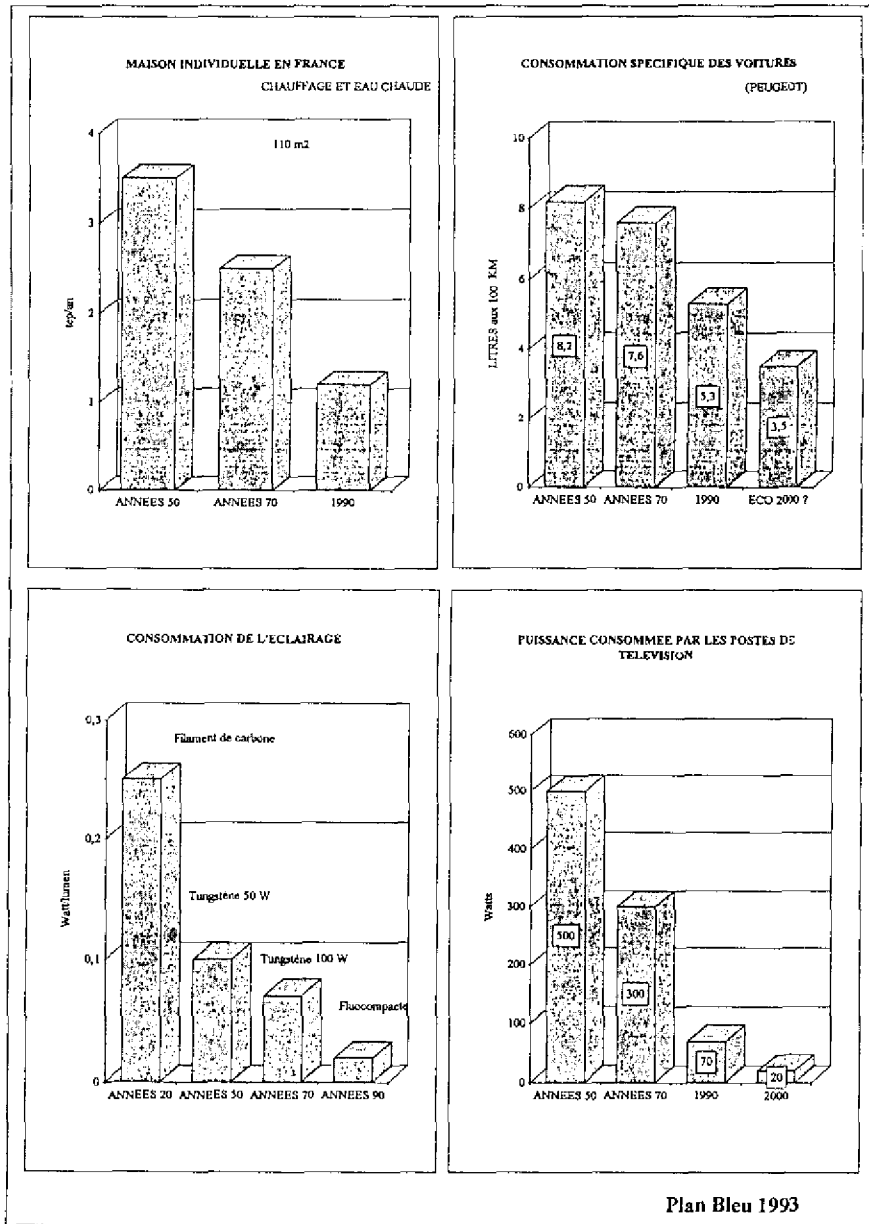 MAISON INDIVIDUELLE EN FRANCE
CHAUFFAGE ET EAU CHAUDE
110 m2
tep/an
4
3
2
1
0
ANNEES 50 ANNEES 70 1990
CONSOMMATION SPECIFIQUE DES VOITURES
(PEUGEOT)
LITRES aux 100 KM
10
8
6
4
2
0
8,2
7,6
5,3
3,5
ANNEES 50 ANNEES 70 1990 ECO 2000 ?
CONSOMMATION DE L'ECLAIRAGE
Watt/lumen
0,3
0,2
0,1
0
Filament de carbone
Tungstène 50 W
Tungstène 100 W
Fluocompacte
ANNEES 20 ANNEES 50 ANNEES 70 ANNEES 90
PUISSANCE CONSOMMEE PAR LES POSTES DE
TELEVISION
Watts
600
500
400
300
200
100
0
500
300
70
20
ANNEES 50 ANNEES 70 1990 2000
Plan Bleu 1993